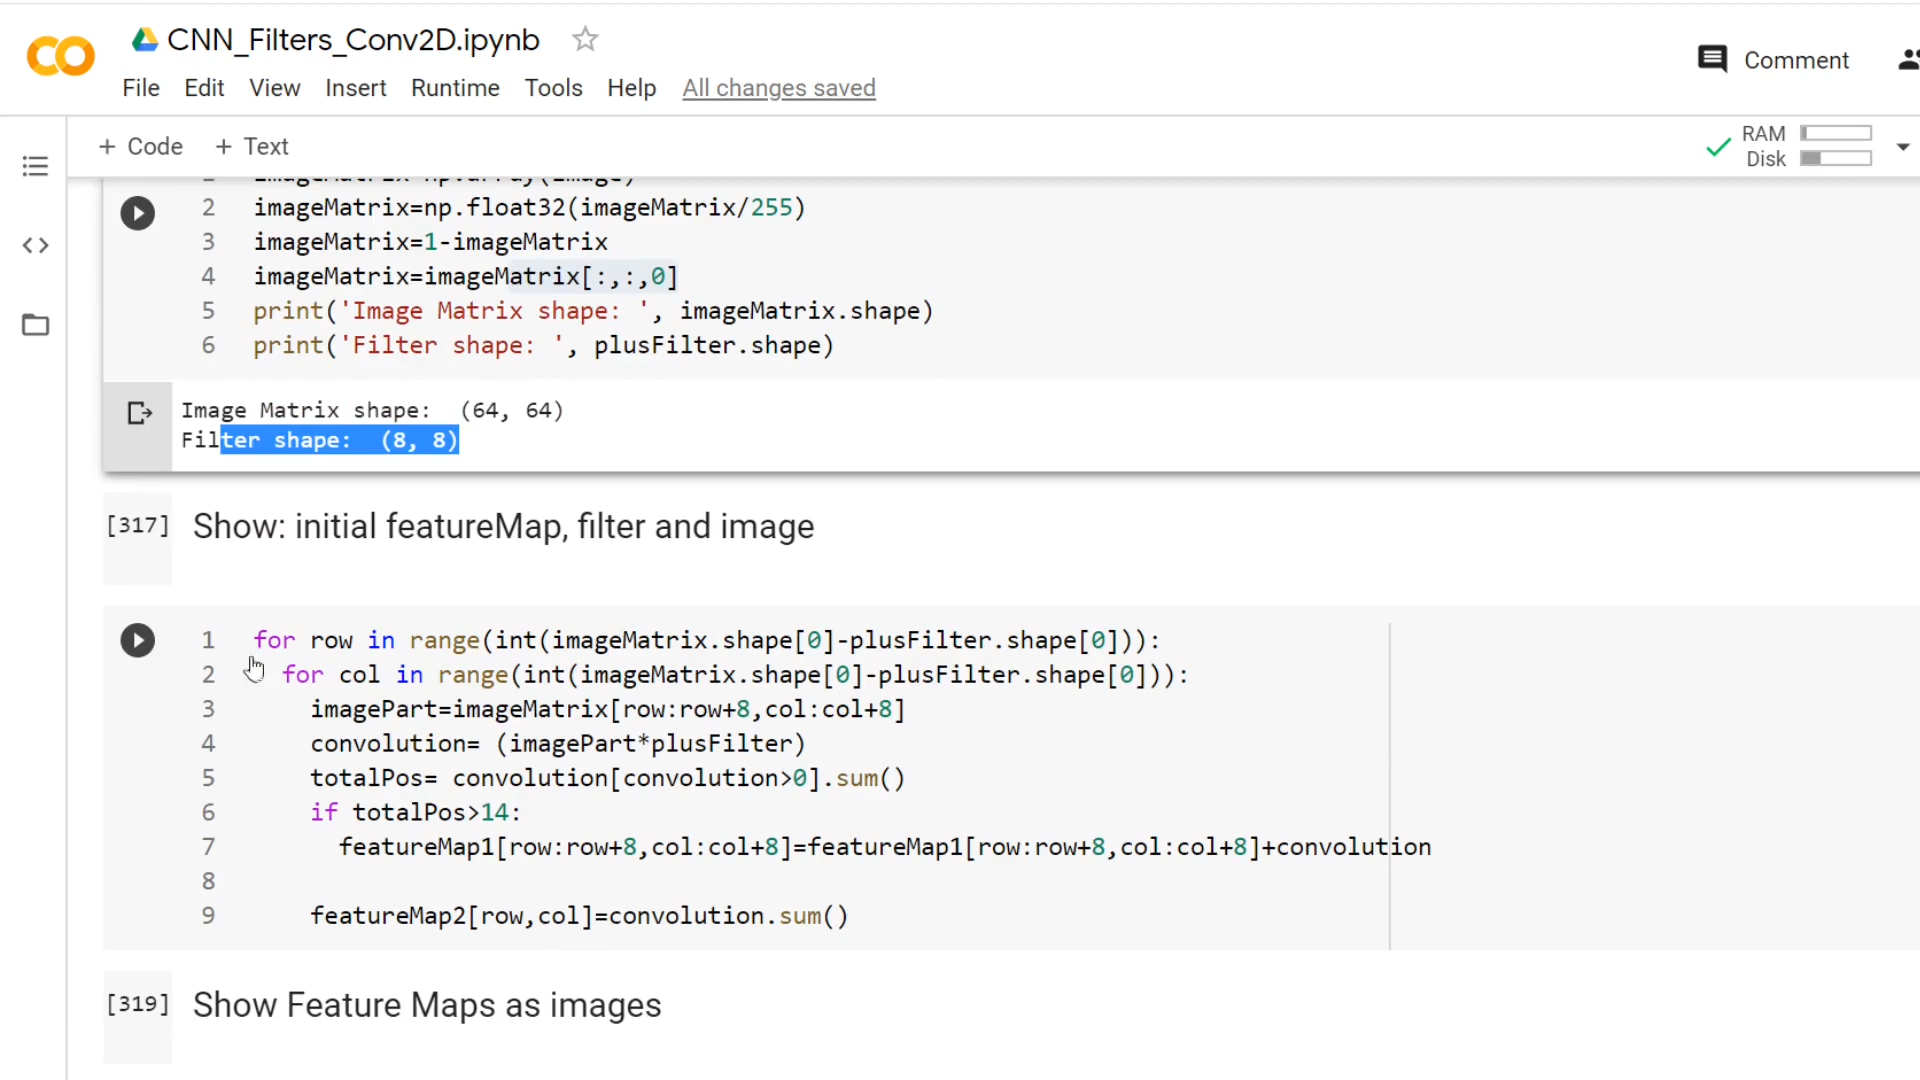 CNN_Filters_Conv2D.ipynb
Comment
File Edit View Insert Runtime Tools Help All changes saved
+ Code + Text
RAM
Disk
2 imageMatrix=np.float32(imageMatrix/255)
3 imageMatrix=1-imageMatrix
4 imageMatrix=imageMatrix[:,:,0]
5 print('Image Matrix shape: ', imageMatrix.shape)
6 print('Filter shape: ', plusFilter.shape)
Image Matrix shape:  (64, 64)
Filter shape:  (8, 8)
[317] Show: initial featureMap, filter and image
1 for row in range(int(imageMatrix.shape[0]-plusFilter.shape[0])):
2   for col in range(int(imageMatrix.shape[0]-plusFilter.shape[0])):
3     imagePart=imageMatrix[row:row+8,col:col+8]
4     convolution= (imagePart*plusFilter)
5     totalPos= convolution[convolution>0].sum()
6     if totalPos>14:
7       featureMap1[row:row+8,col:col+8]=featureMap1[row:row+8,col:col+8]+convolution
8
9     featureMap2[row,col]=convolution.sum()
[319] Show Feature Maps as images